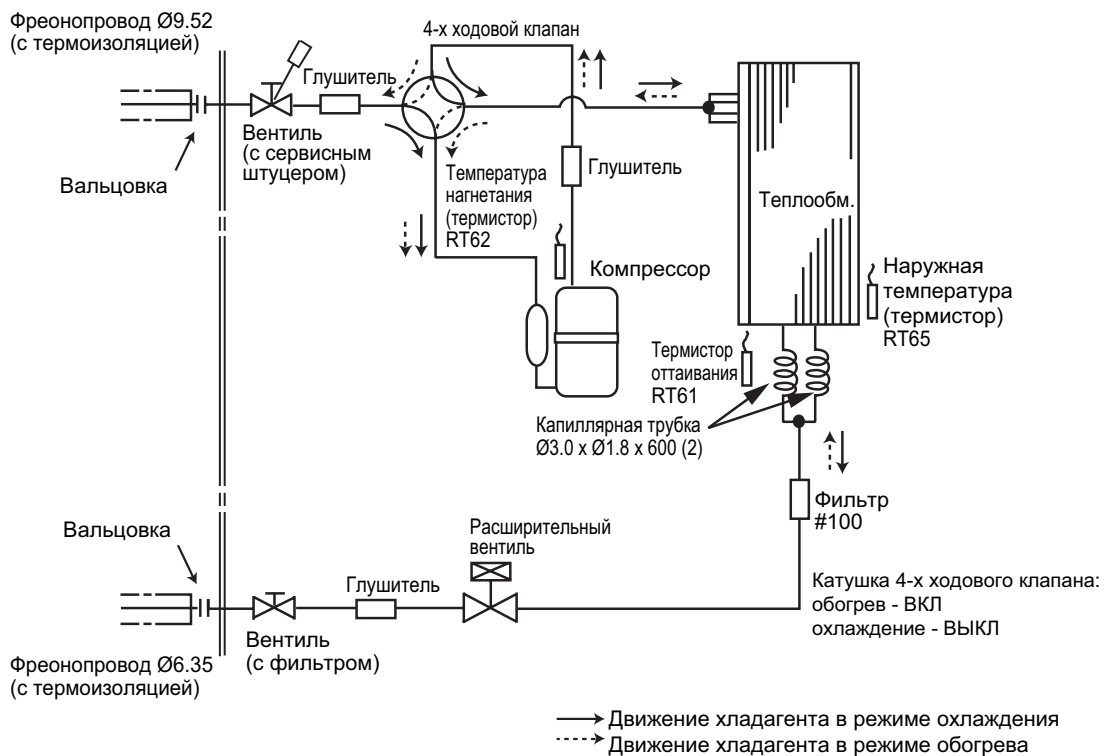 Фреонопровод Ø9.52
(с термоизоляцией)
4-х ходовой клапан
Глушитель
Вентиль
(с сервисным
штуцером)
Вальцовка
Температура
нагнетания
(термистор)
RT62
Глушитель
Теплообм.
Компрессор
Наружная
температура
(термистор)
RT65
Термистор
оттаивания
RT61
Капиллярная трубка
Ø3.0 x Ø1.8 x 600 (2)
Фильтр
#100
Вальцовка
Расширительный
вентиль
Глушитель
Катушка 4-х ходового клапана:
обогрев - ВКЛ
охлаждение - ВЫКЛ
Вентиль
(с фильтром)
Фреонопровод Ø6.35
(с термоизоляцией)
Движение хладагента в режиме охлаждения
Движение хладагента в режиме обогрева